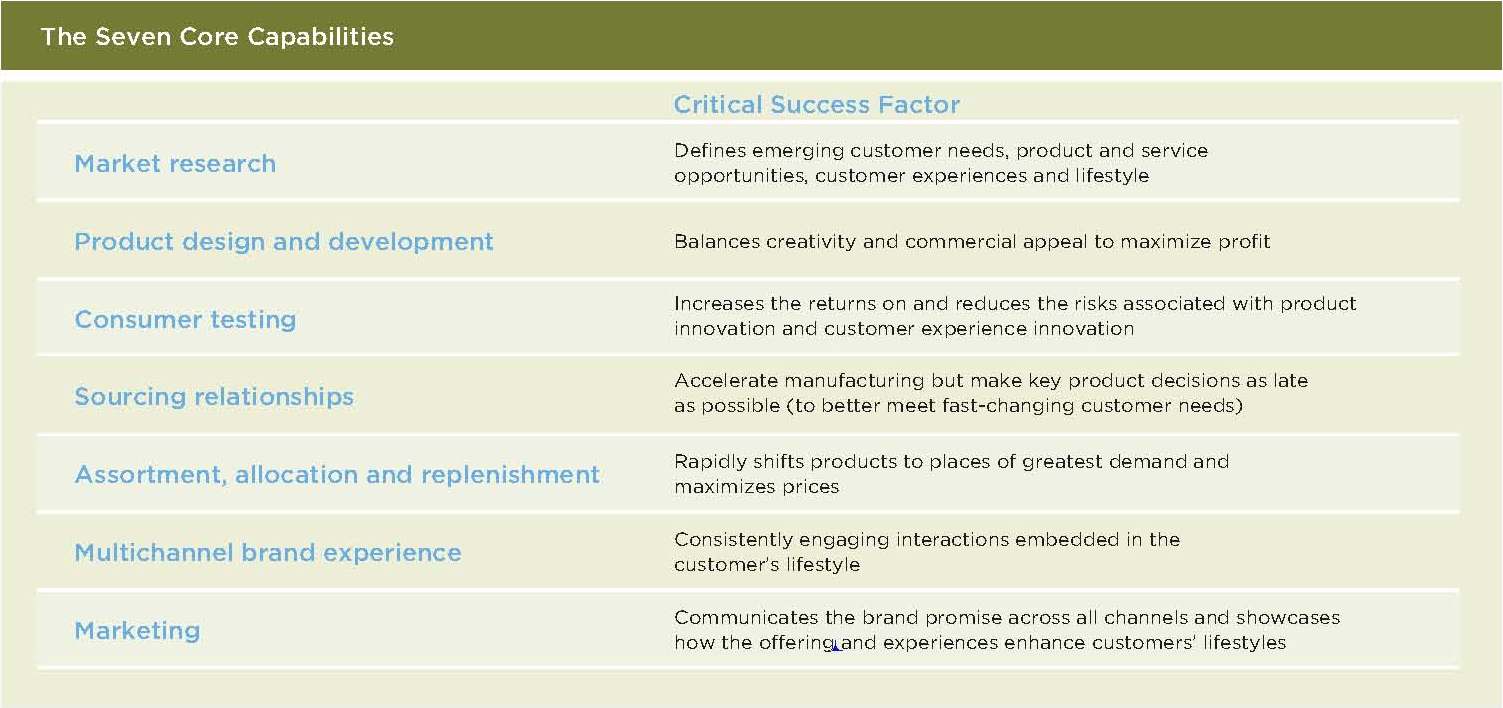 The Seven Core Capabilities
Critical Success Factor
Market research
Defines emerging customer needs, product and service
opportunities, customer experiences and lifestyle
Product design and development
Balances creativity and commercial appeal to maximize profit
Consumer testing
Increases the returns on and reduces the risks associated with product
innovation and customer experience innovation
Sourcing relationships
Accelerate manufacturing but make key product decisions as late
as possible (to better meet fast-changing customer needs)
Assortment, allocation and replenishment
Rapidly shifts products to places of greatest demand and
maximizes prices
Multichannel brand experience
Consistently engaging interactions embedded in the
customer’s lifestyle
Marketing
Communicates the brand promise across all channels and showcases
how the offering and experiences enhance customers’ lifestyles